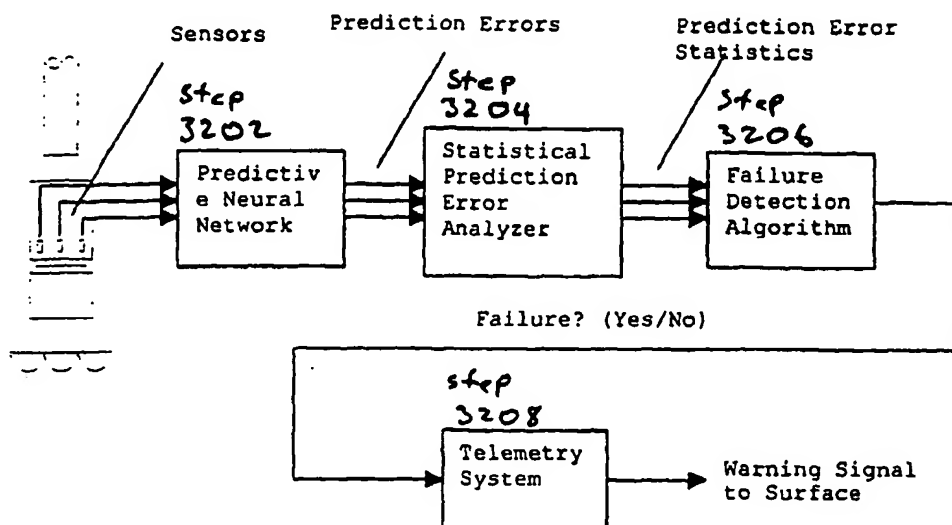 Sensors
Prediction Errors
Prediction Error
Statistics
Step
3202
Step
3204
Step
3206
Predictiv
e Neural
Network
Statistical
Prediction
Error
Analyzer
Failure
Detection
Algorithm
Failure? (Yes/No)
step
3208
Telemetry
System
Warning Signal
to Surface